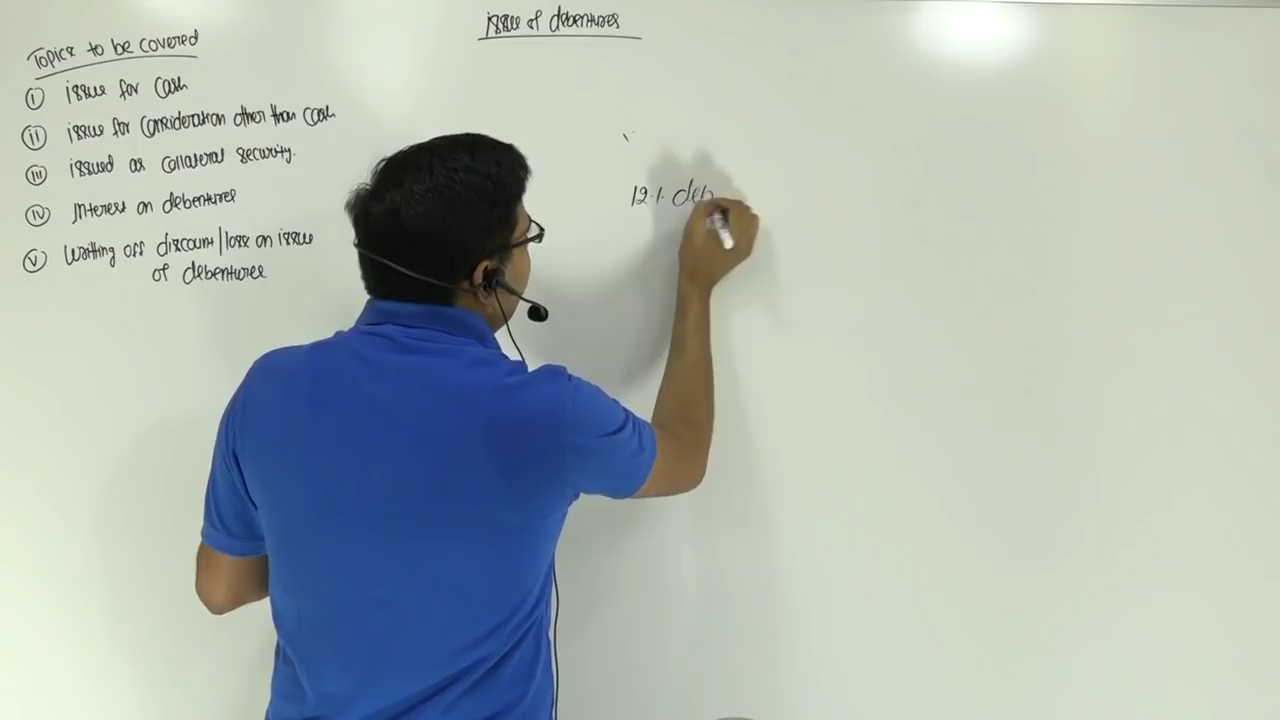 issue of debentures
Topics to be covered
(i) issue for cash
(ii) issue for consideration other than cash
(iii) issued as collateral security.
(iv) Interest on debentures
(v) Writting off discount/loss on issue
of debentures
12% deb